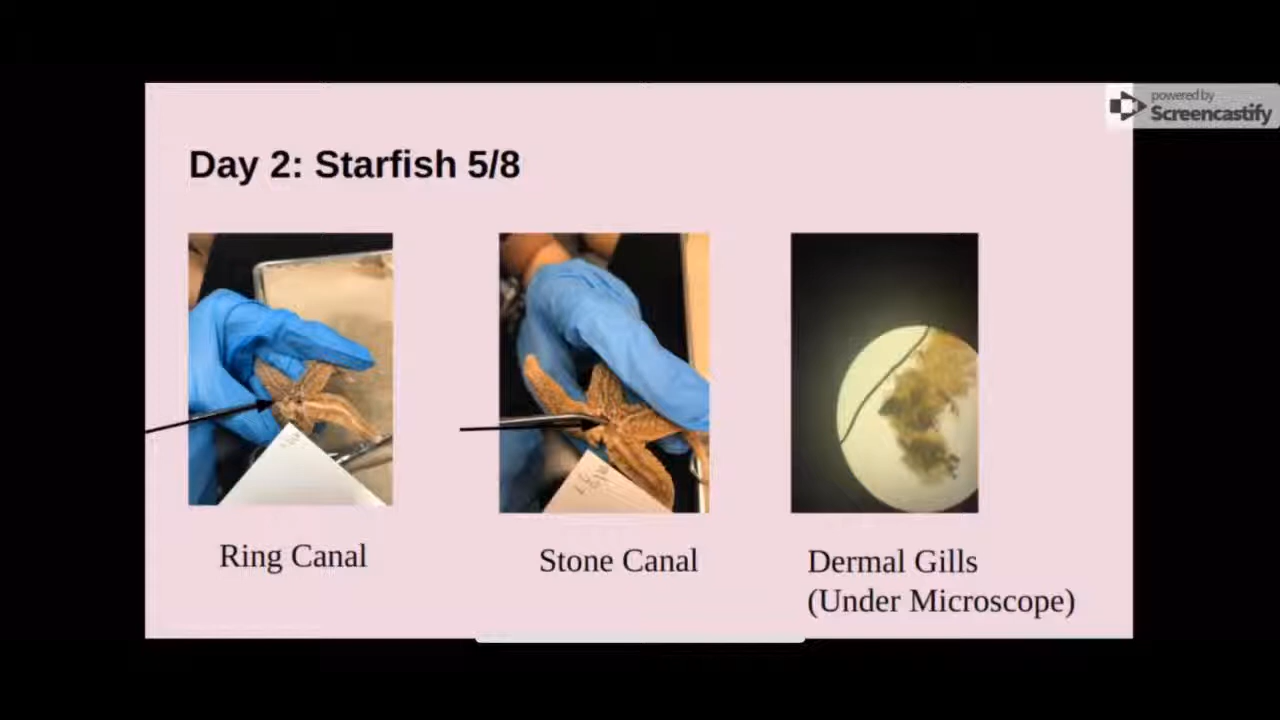 powered by
Screencastify
Day 2: Starfish 5/8
Ring Canal
Stone Canal
Dermal Gills
(Under Microscope)